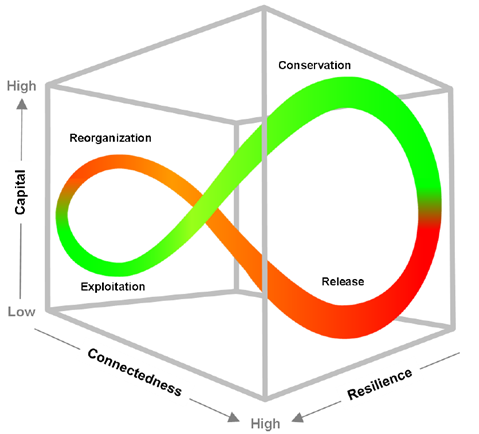 Conservation
High
Reorganization
Capital
Exploitation
Release
Low
Connectedness
Resilience
High